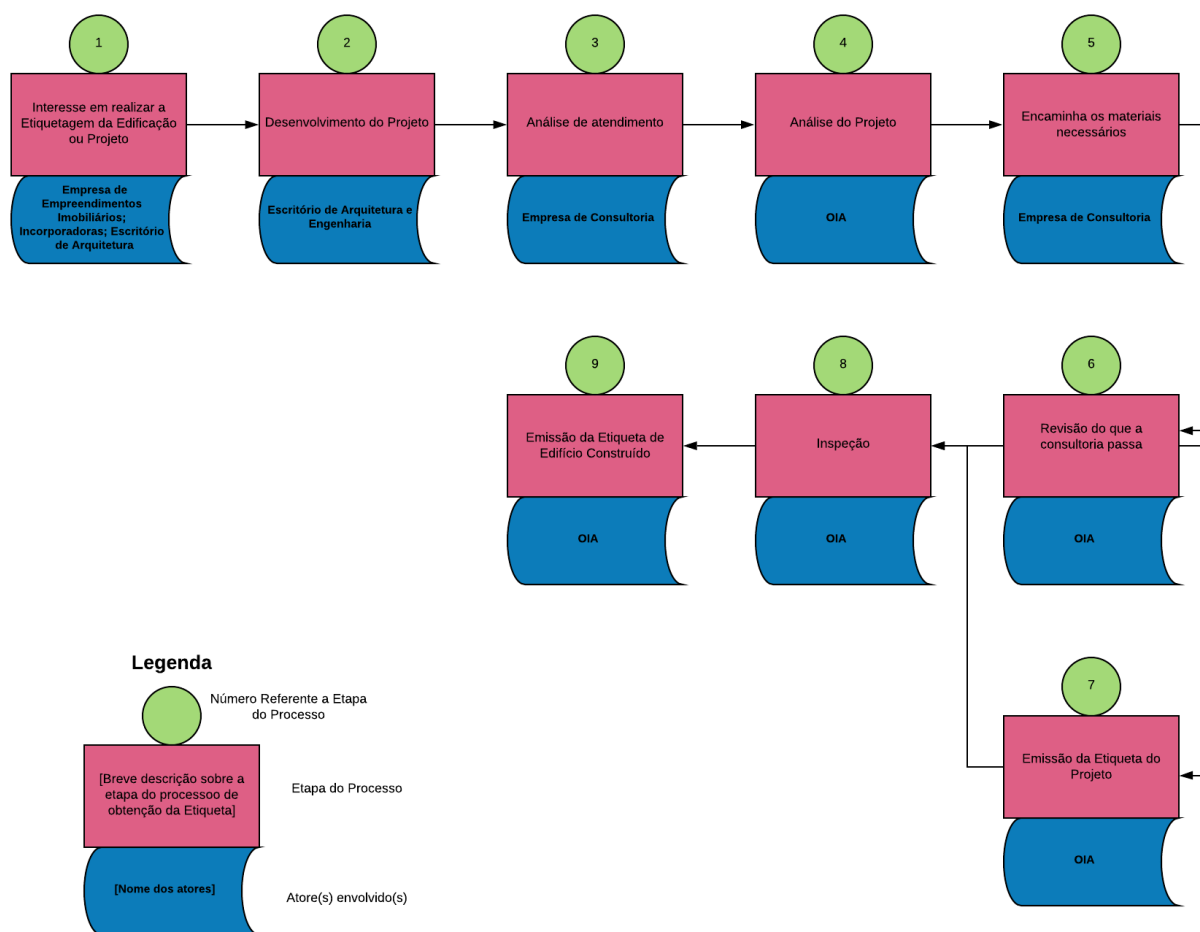 1
Interesse em realizar a
Etiquetagem da Edificação
ou Projeto
Empresa de
Empreendimentos
Imobiliários;
Incorporadoras; Escritório
de Arquitetura
2
Desenvolvimento do Projeto
Escritório de Arquitetura e
Engenharia
3
Análise de atendimento
Empresa de Consultoria
4
Análise do Projeto
OIA
5
Encaminha os materiais
necessários
Empresa de Consultoria
6
Revisão do que a
consultoria passa
OIA
7
Emissão da Etiqueta do
Projeto
OIA
8
Inspeção
OIA
9
Emissão da Etiqueta de
Edifício Construído
OIA
Legenda
Número Referente a Etapa
do Processo
[Breve descrição sobre a
etapa do processoo de
obtenção da Etiqueta]
Etapa do Processo
[Nome dos atores]
Atore(s) envolvido(s)